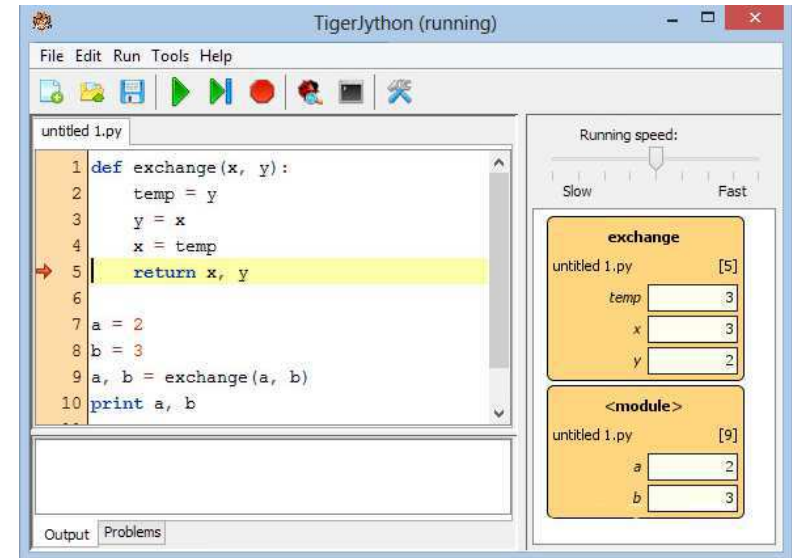 TigerJython (running)
File Edit Run Tools Help
untitled 1.py
1 def exchange(x, y):
2     temp = y
3     y = x
4     x = temp
5     return x, y
6
7 a = 2
8 b = 3
9 a, b = exchange(a, b)
10 print a, b
Output Problems
Running speed:
Slow Fast
exchange
untitled 1.py [5]
temp 3
x 3
y 2
<module>
untitled 1.py [9]
a 2
b 3